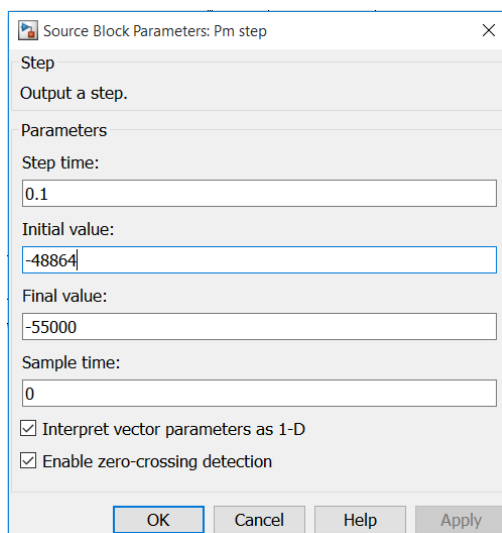 Source Block Parameters: Pm step
Step
Output a step.
Parameters
Step time:
0.1
Initial value:
-48864
Final value:
-55000
Sample time:
0
Interpret vector parameters as 1-D
Enable zero-crossing detection
OK Cancel Help Apply